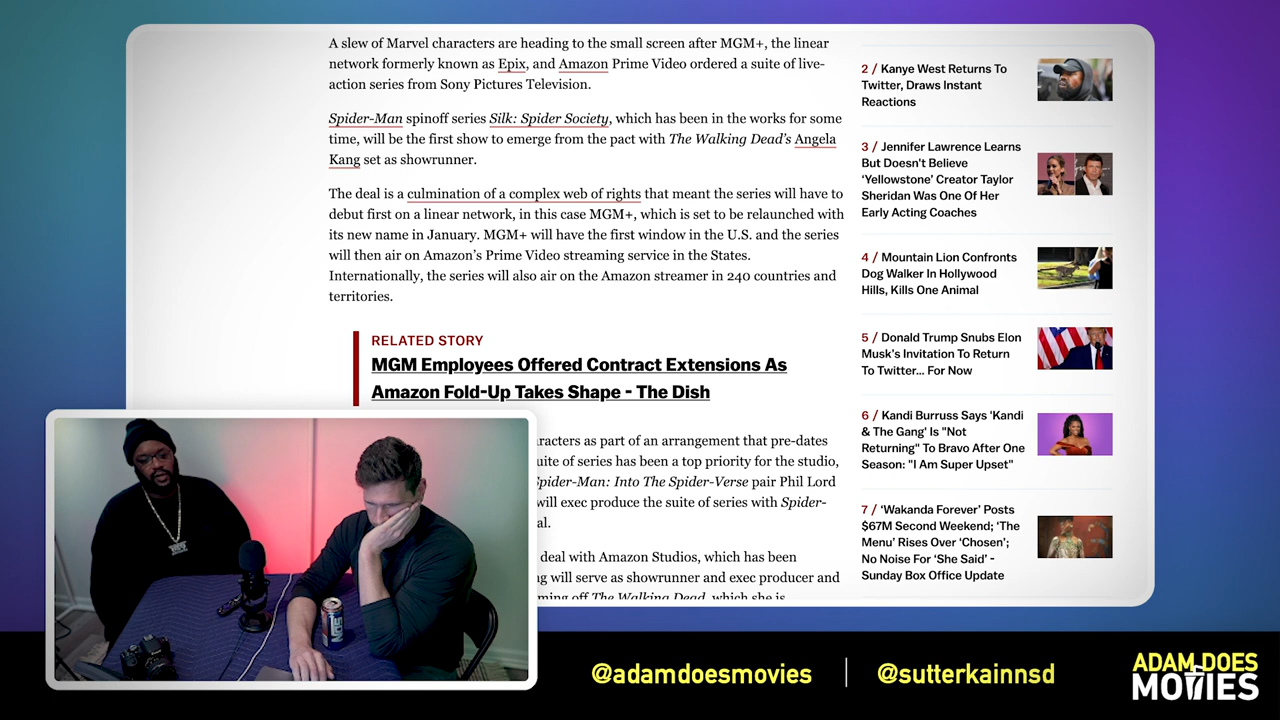 A slew of Marvel characters are heading to the small screen after MGM+, the linear
network formerly known as Epix, and Amazon Prime Video ordered a suite of live-
action series from Sony Pictures Television.
Spider-Man spinoff series Silk: Spider Society, which has been in the works for some
time, will be the first show to emerge from the pact with The Walking Dead's Angela
Kang set as showrunner.
The deal is a culmination of a complex web of rights that meant the series will have to
debut first on a linear network, in this case MGM+, which is set to be relaunched with
its new name in January. MGM+ will have the first window in the U.S. and the series
will then air on Amazon's Prime Video streaming service in the States.
Internationally, the series will also air on the Amazon streamer in 240 countries and
territories.
RELATED STORY
MGM Employees Offered Contract Extensions As
Amazon Fold-Up Takes Shape - The Dish
aracters as part of an arrangement that pre-dates
uite of series has been a top priority for the studio,
Spider-Man: Into The Spider-Verse pair Phil Lord
will exec produce the suite of series with Spider-
al.
deal with Amazon Studios, which has been
ng will serve as showrunner and exec producer and
ming off The Walking Dead, which she is
2 / Kanye West Returns To
Twitter, Draws Instant
Reactions
3 / Jennifer Lawrence Learns
But Doesn't Believe
'Yellowstone' Creator Taylor
Sheridan Was One Of Her
Early Acting Coaches
4 / Mountain Lion Confronts
Dog Walker In Hollywood
Hills, Kills One Animal
5 / Donald Trump Snubs Elon
Musk's Invitation To Return
To Twitter... For Now
6 / Kandi Burruss Says 'Kandi
& The Gang' Is "Not
Returning" To Bravo After One
Season: "I Am Super Upset"
7 / 'Wakanda Forever' Posts
$67M Second Weekend; 'The
Menu' Rises Over 'Chosen';
No Noise For 'She Said' -
Sunday Box Office Update
NOS
@adamdoesmovies
@sutterkainnsd
ADAM DOES
MOVIES